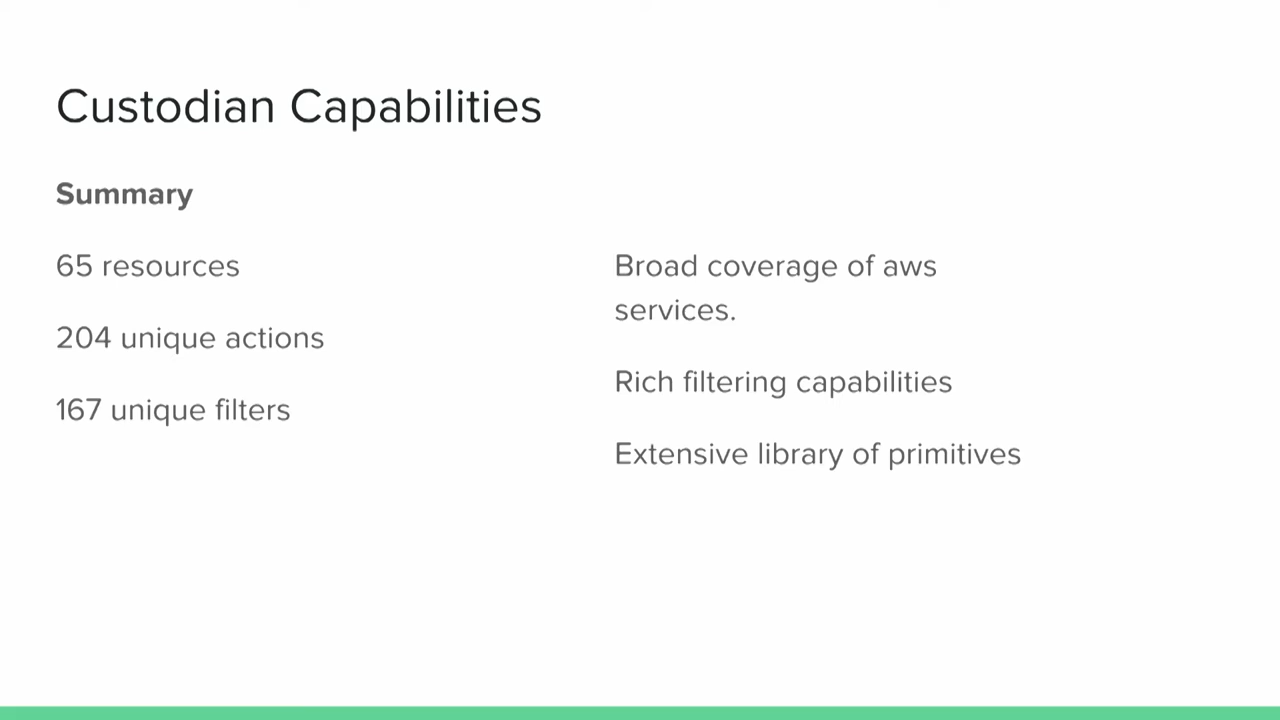 Custodian Capabilities
Summary
65 resources
204 unique actions
167 unique filters
Broad coverage of aws
services.
Rich filtering capabilities
Extensive library of primitives